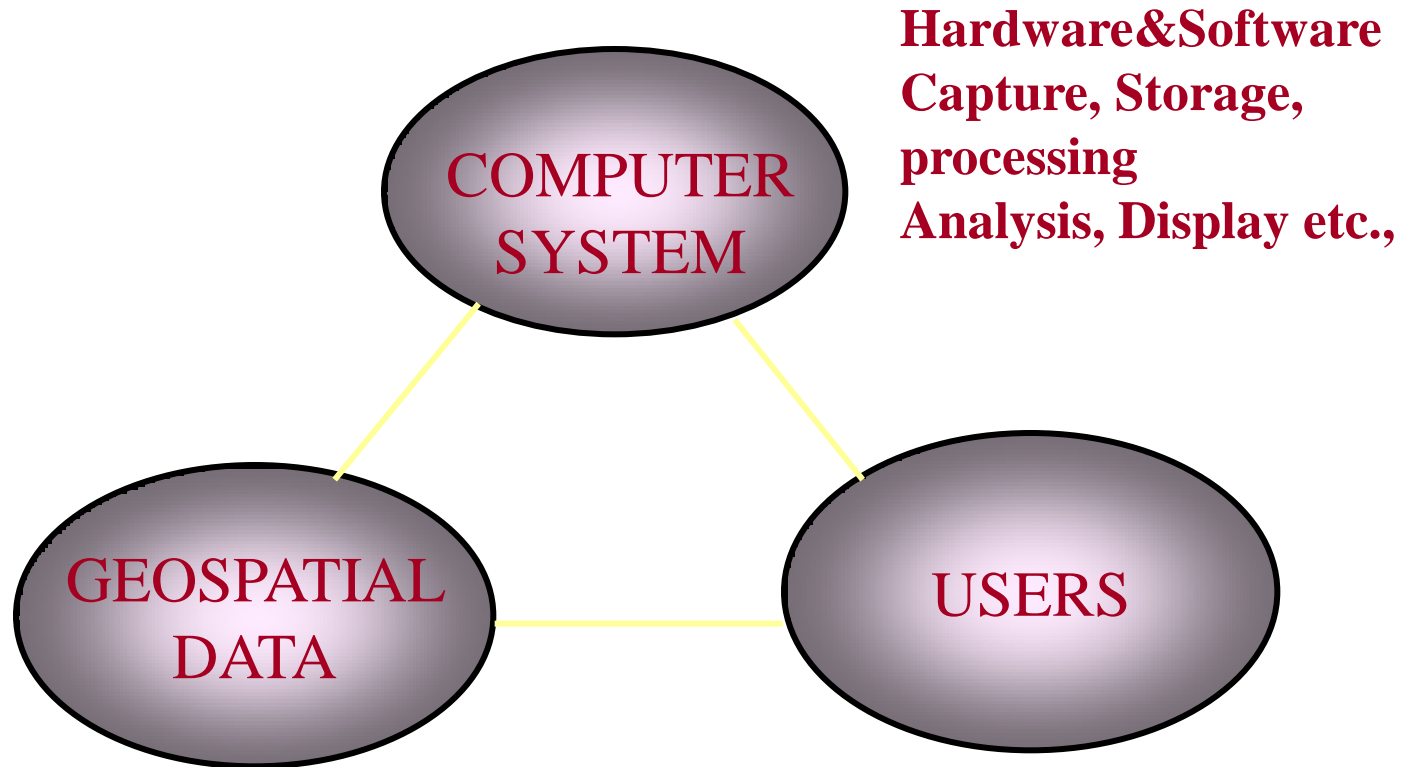 Hardware&Software
Capture, Storage,
processing
Analysis, Display etc.,
COMPUTER
SYSTEM
GEOSPATIAL
DATA
USERS